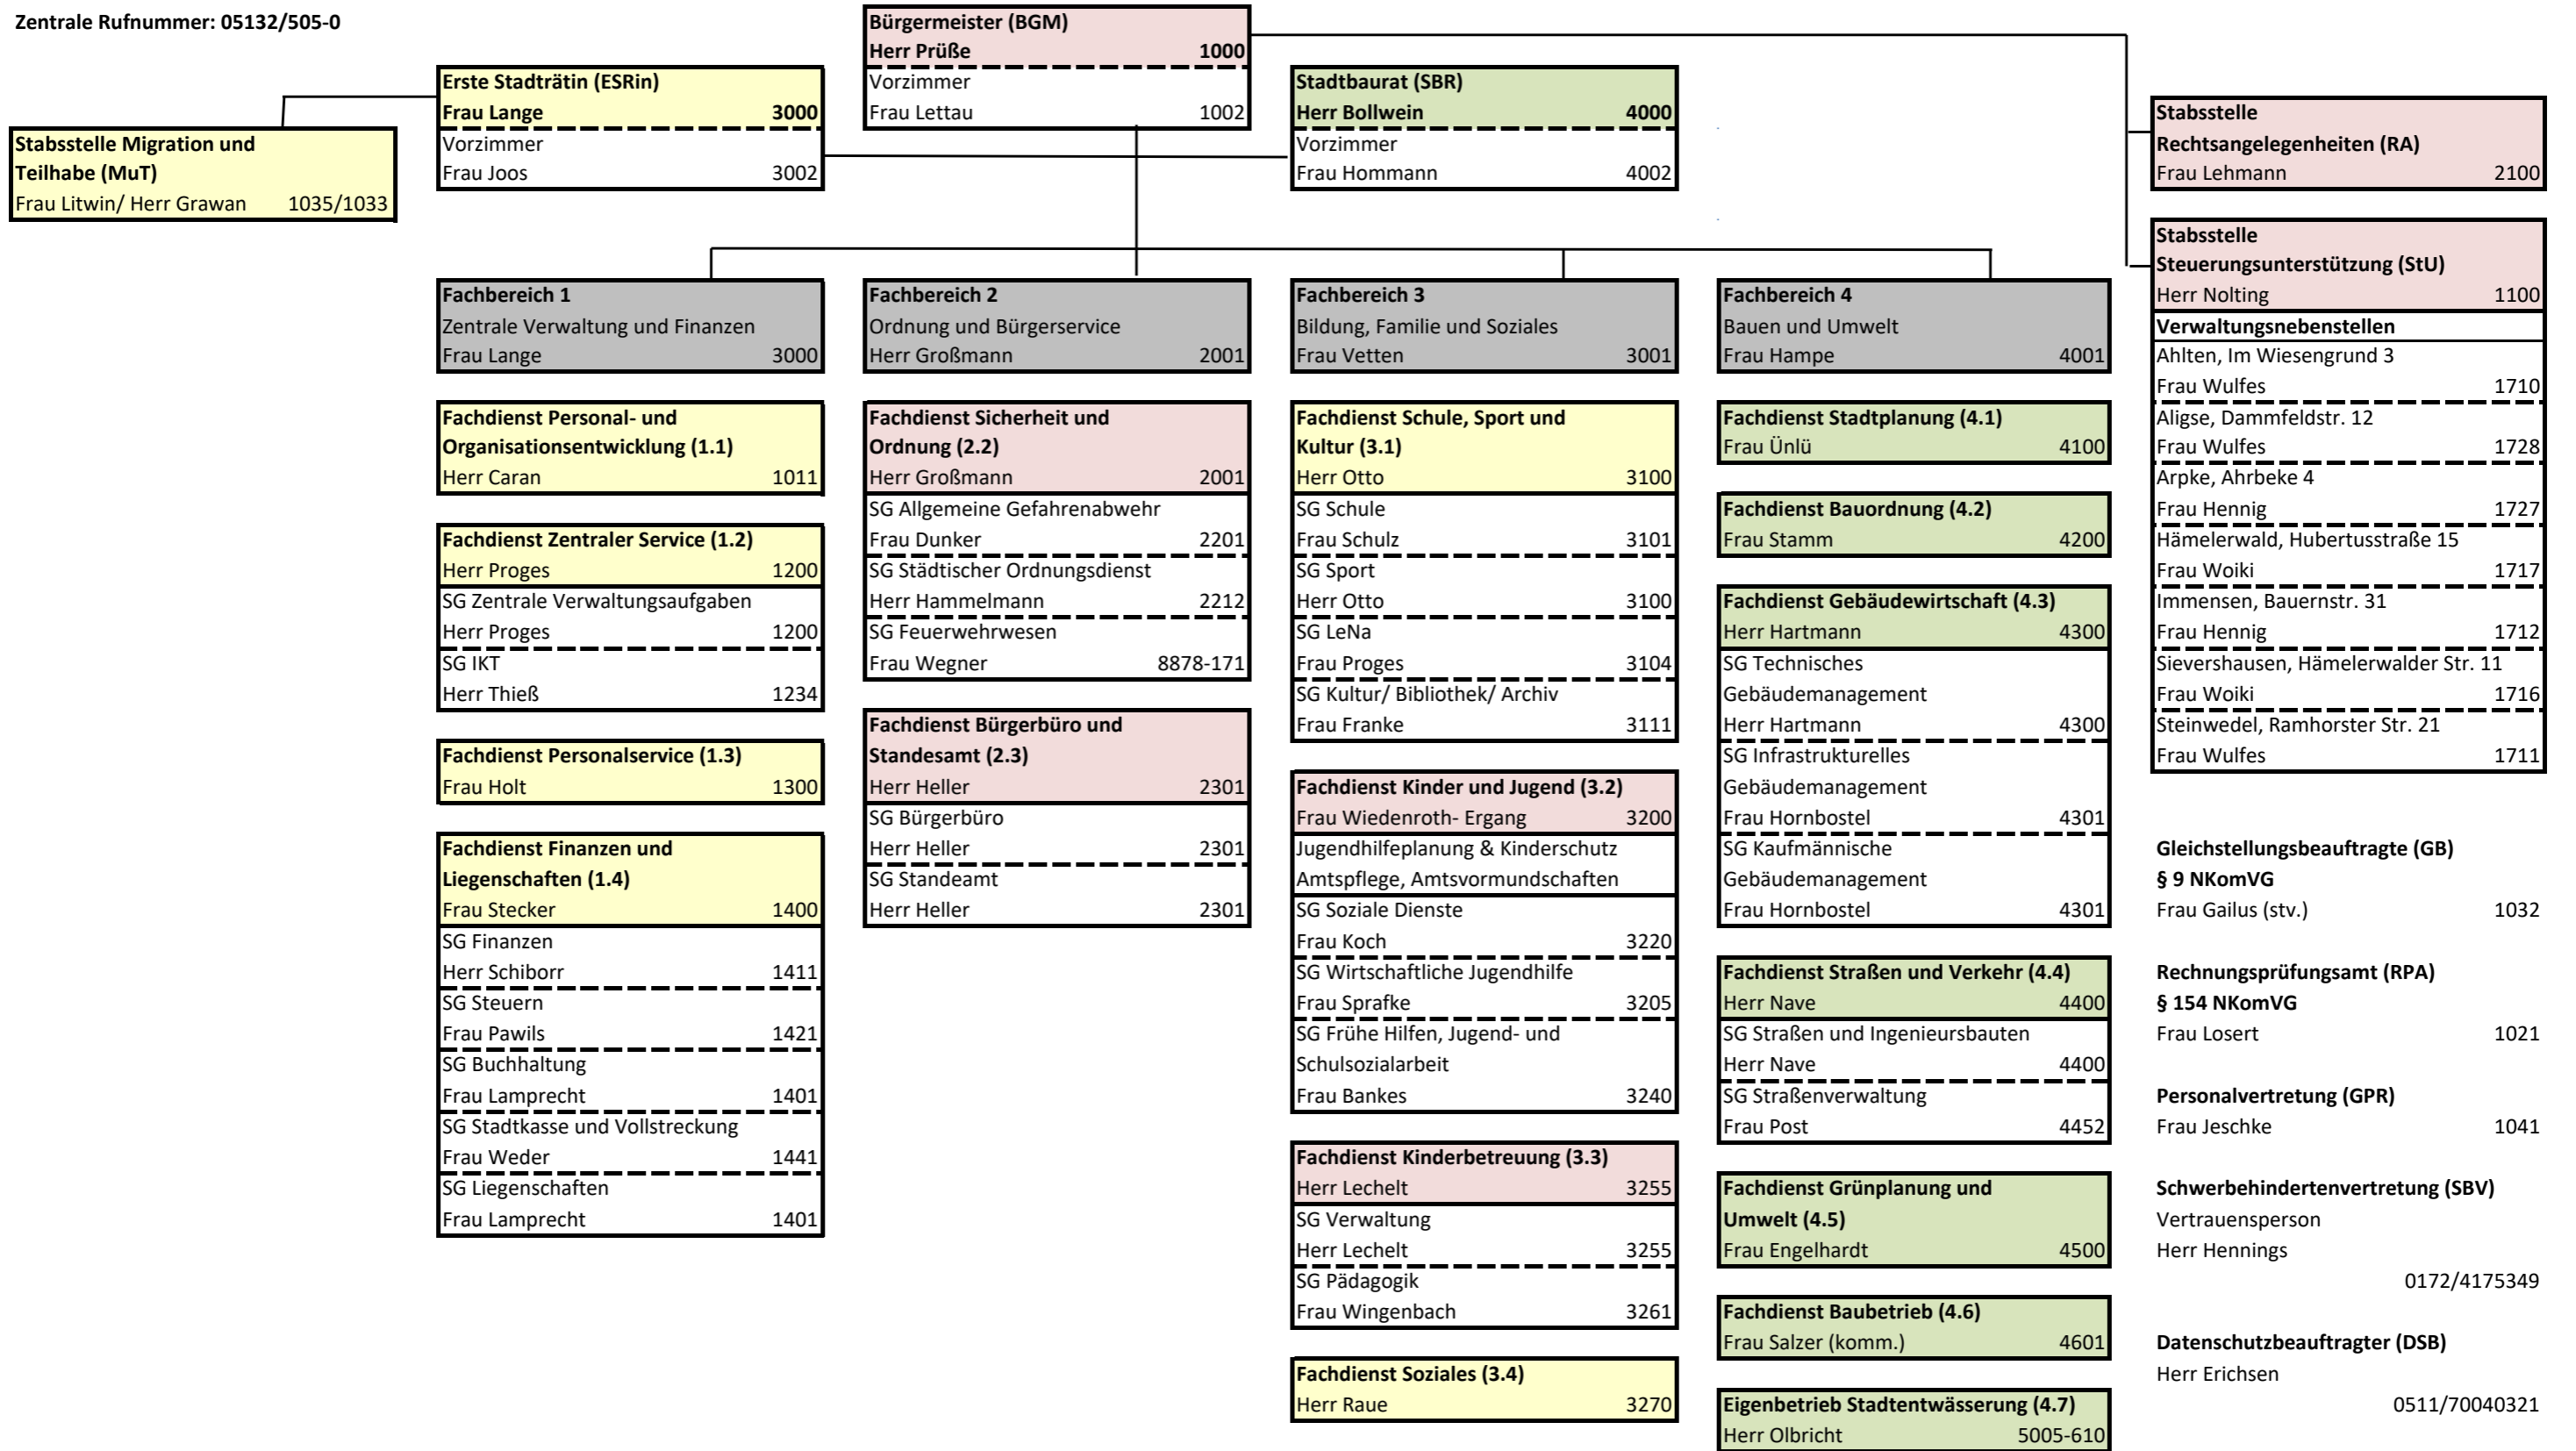 Zentrale Rufnummer: 05132/505-0
Bürgermeister (BGM)
Herr Prüße 1000
Vorzimmer
Frau Lettau 1002
Erste Stadträtin (ESRin)
Frau Lange 3000
Vorzimmer
Frau Joos 3002
Stadtbaurat (SBR)
Herr Bollwein 4000
Vorzimmer
Frau Hommann 4002
Stabsstelle Migration und
Teilhabe (MuT)
Frau Litwin/ Herr Grawan 1035/1033
Stabsstelle
Rechtsangelegenheiten (RA)
Frau Lehmann 2100
Stabsstelle
Steuerungsunterstützung (StU)
Herr Nolting 1100
Verwaltungsnebenstellen
Ahlten, Im Wiesengrund 3
Frau Wulfes 1710
Aligse, Dammfeldstr. 12
Frau Wulfes 1728
Arpke, Ahrbeke 4
Frau Hennig 1727
Hämelerwald, Hubertusstraße 15
Frau Woiki 1717
Immensen, Bauernstr. 31
Frau Hennig 1712
Sievershausen, Hämelerwalder Str. 11
Frau Woiki 1716
Steinwedel, Ramhorster Str. 21
Frau Wulfes 1711
Fachbereich 1
Zentrale Verwaltung und Finanzen
Frau Lange 3000
Fachdienst Personal- und
Organisationsentwicklung (1.1)
Herr Caran 1011
Fachdienst Zentraler Service (1.2)
Herr Proges 1200
SG Zentrale Verwaltungsaufgaben
Herr Proges 1200
SG IKT
Herr Thieß 1234
Fachdienst Personalservice (1.3)
Frau Holt 1300
Fachdienst Finanzen und
Liegenschaften (1.4)
Frau Stecker 1400
SG Finanzen
Herr Schiborr 1411
SG Steuern
Frau Pawils 1421
SG Buchhaltung
Frau Lamprecht 1401
SG Stadtkasse und Vollstreckung
Frau Weder 1441
SG Liegenschaften
Frau Lamprecht 1401
Fachbereich 2
Ordnung und Bürgerservice
Herr Großmann 2001
Fachdienst Sicherheit und
Ordnung (2.2)
Herr Großmann 2001
SG Allgemeine Gefahrenabwehr
Frau Dunker 2201
SG Städtischer Ordnungsdienst
Herr Hammelmann 2212
SG Feuerwehrwesen
Frau Wegner 8878-171
Fachdienst Bürgerbüro und
Standesamt (2.3)
Herr Heller 2301
SG Bürgerbüro
Herr Heller 2301
SG Standeamt
Herr Heller 2301
Fachbereich 3
Bildung, Familie und Soziales
Frau Vetten 3001
Fachdienst Schule, Sport und
Kultur (3.1)
Herr Otto 3100
SG Schule
Frau Schulz 3101
SG Sport
Herr Otto 3100
SG LeNa
Frau Proges 3104
SG Kultur/ Bibliothek/ Archiv
Frau Franke 3111
Fachdienst Kinder und Jugend (3.2)
Frau Wiedenroth- Ergang 3200
Jugendhilfeplanung & Kinderschutz
Amtspflege, Amtsvormundschaften
SG Soziale Dienste
Frau Koch 3220
SG Wirtschaftliche Jugendhilfe
Frau Sprafke 3205
SG Frühe Hilfen, Jugend- und
Schulsozialarbeit
Frau Bankes 3240
Fachdienst Kinderbetreuung (3.3)
Herr Lechelt 3255
SG Verwaltung
Herr Lechelt 3255
SG Pädagogik
Frau Wingenbach 3261
Fachdienst Soziales (3.4)
Herr Raue 3270
Fachbereich 4
Bauen und Umwelt
Frau Hampe 4001
Fachdienst Stadtplanung (4.1)
Frau Ünlü 4100
Fachdienst Bauordnung (4.2)
Frau Stamm 4200
Fachdienst Gebäudewirtschaft (4.3)
Herr Hartmann 4300
SG Technisches
Gebäudemanagement
Herr Hartmann 4300
SG Infrastrukturelles
Gebäudemanagement
Frau Hornbostel 4301
SG Kaufmännische
Gebäudemanagement
Frau Hornbostel 4301
Fachdienst Straßen und Verkehr (4.4)
Herr Nave 4400
SG Straßen und Ingenieursbauten
Herr Nave 4400
SG Straßenverwaltung
Frau Post 4452
Fachdienst Grünplanung und
Umwelt (4.5)
Frau Engelhardt 4500
Fachdienst Baubetrieb (4.6)
Frau Salzer (komm.) 4601
Eigenbetrieb Stadtentwässerung (4.7)
Herr Olbricht 5005-610
Gleichstellungsbeauftragte (GB)
§ 9 NKomVG
Frau Gailus (stv.) 1032
Rechnungsprüfungsamt (RPA)
§ 154 NKomVG
Frau Losert 1021
Personalvertretung (GPR)
Frau Jeschke 1041
Schwerbehindertenvertretung (SBV)
Vertrauensperson
Herr Hennings
0172/4175349
Datenschutzbeauftragter (DSB)
Herr Erichsen
0511/70040321